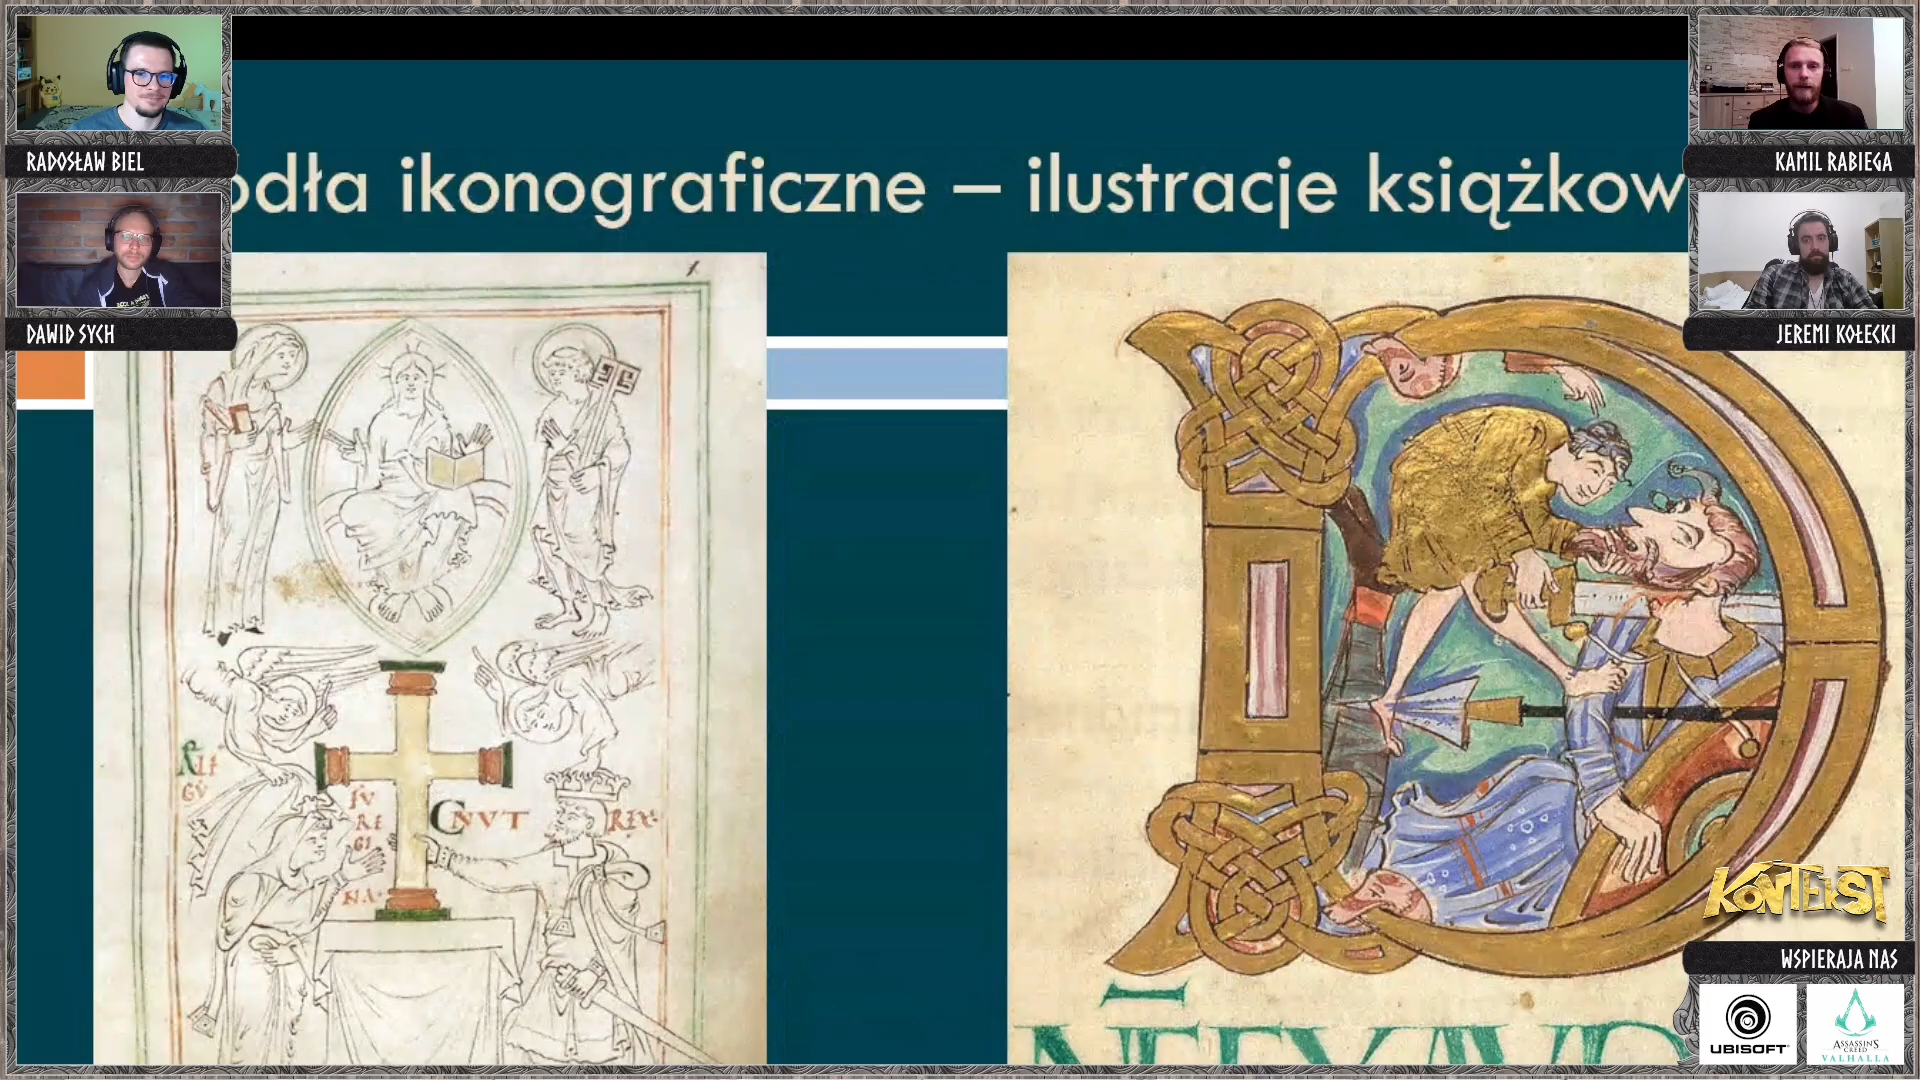 RADOSŁAW BIEL
KAMIL RABIEGA
odła ikonograficzne – ilustracje książkow
DAWID SYCH
JEREMI KOŁECKI
CNVT
REX
KONTEKST
WSPIERAJA NAS
UBISOFT
ASSASSIN'S
CREED
VALHALLA